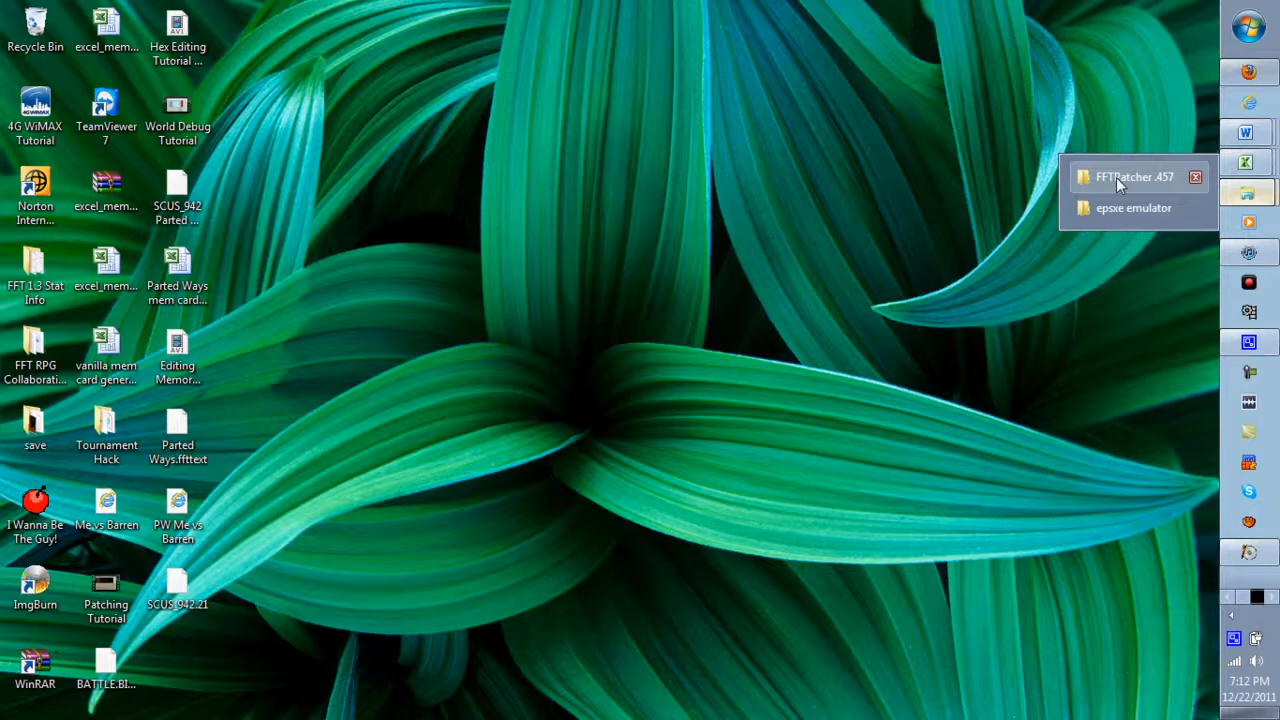 Recycle Bin
excel_mem...
Hex Editing
Tutorial ...
4G WiMAX
Tutorial
TeamViewer
7
World Debug
Tutorial
Norton
Intern...
excel_mem...
SCUS_942
Parted ...
FFT 1.3 Stat
Info
excel_mem...
Parted Ways
mem card...
FFT RPG
Collaborati...
vanilla mem
card gener...
Editing
Memor...
save
Tournament
Hack
Parted
Ways.ffttext
I Wanna Be
The Guy!
Me vs Barren
PW Me vs
Barren
ImgBurn
Patching
Tutorial
SCUS_942.21
WinRAR
BATTLE.BI...
FFTPatcher .457
epsxe emulator
7:12 PM
12/22/2011